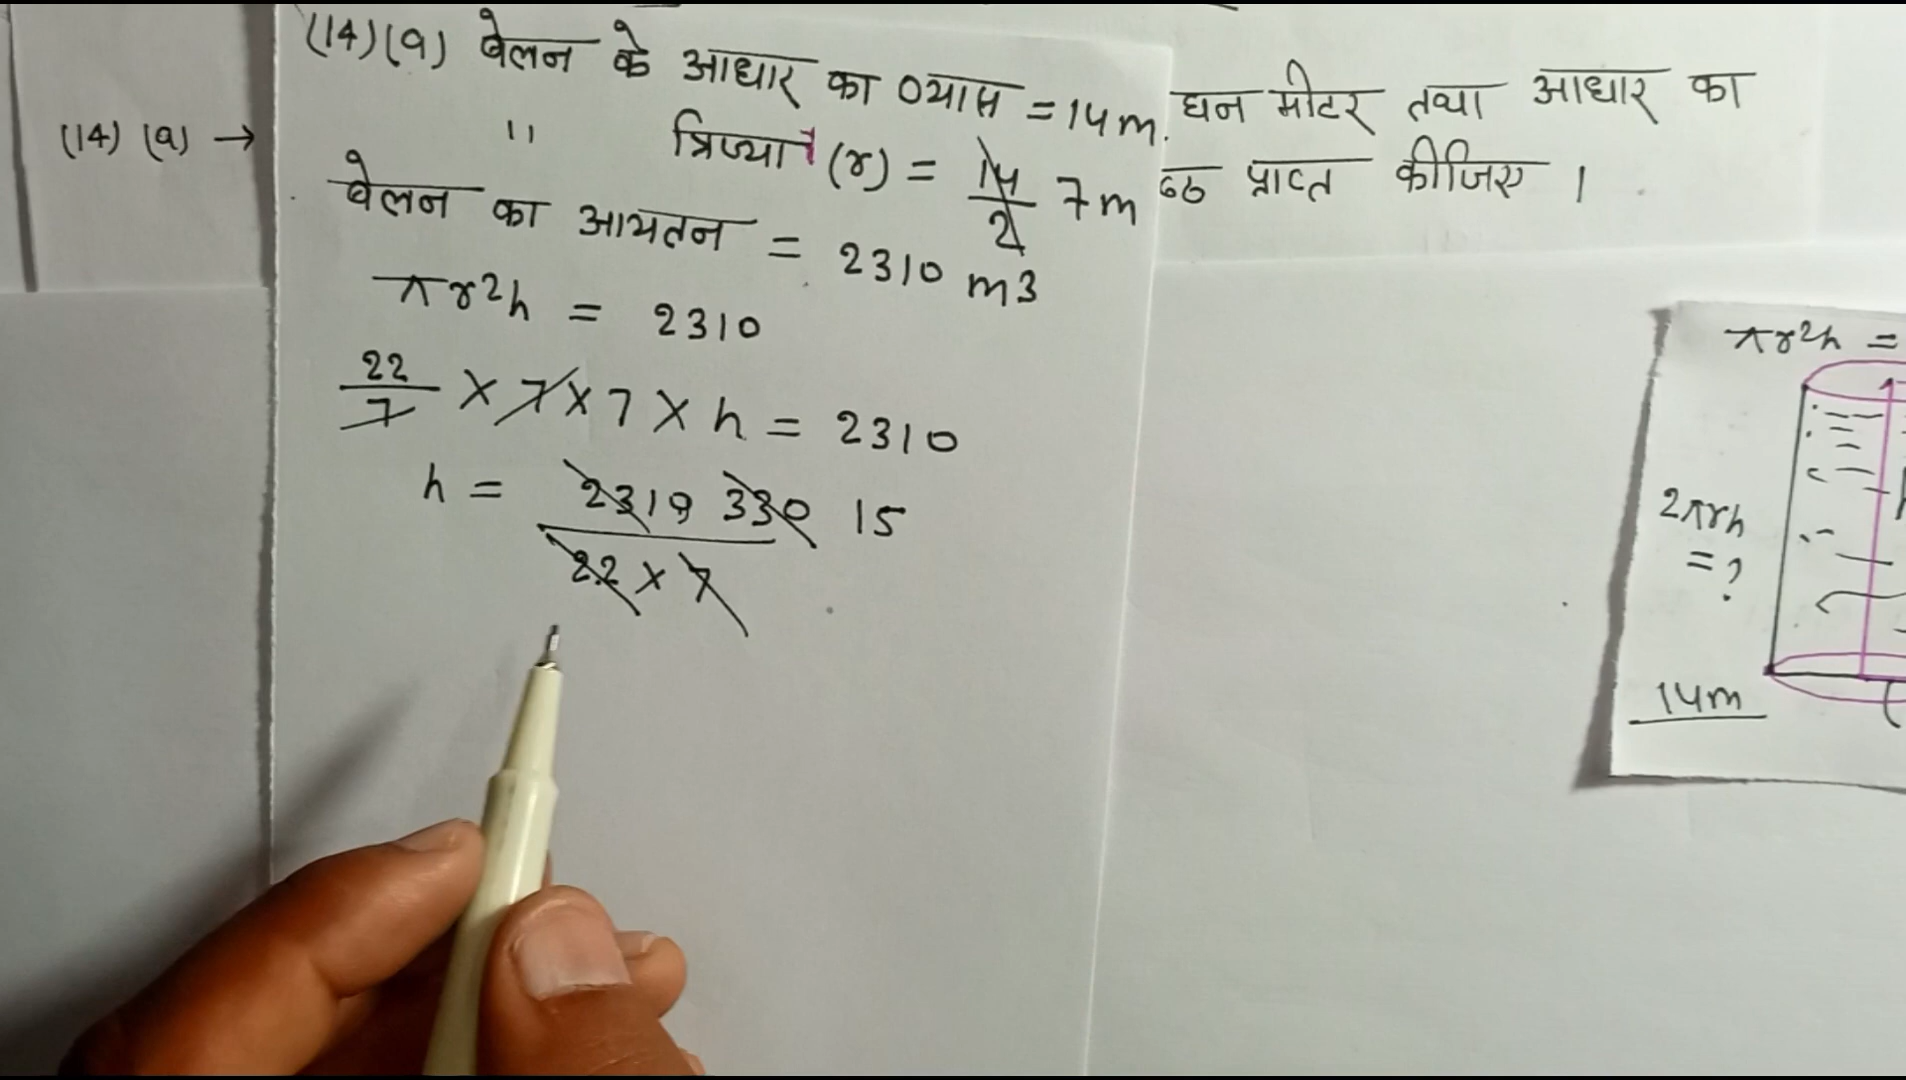 (14) (a) →
(14)(a) बेलन के आधार का व्यास = 14m.
" त्रिज्या (r) = 14/2 7m
बेलन का आयतन = 2310 m3
πr2h = 2310
22/7 × 7 × 7 × h = 2310
h = 2310 330 15
22 × 7
घन मीटर तथा आधार का
प्राप्त कीजिए ।
πr2h =
2πrh
= ?
14m